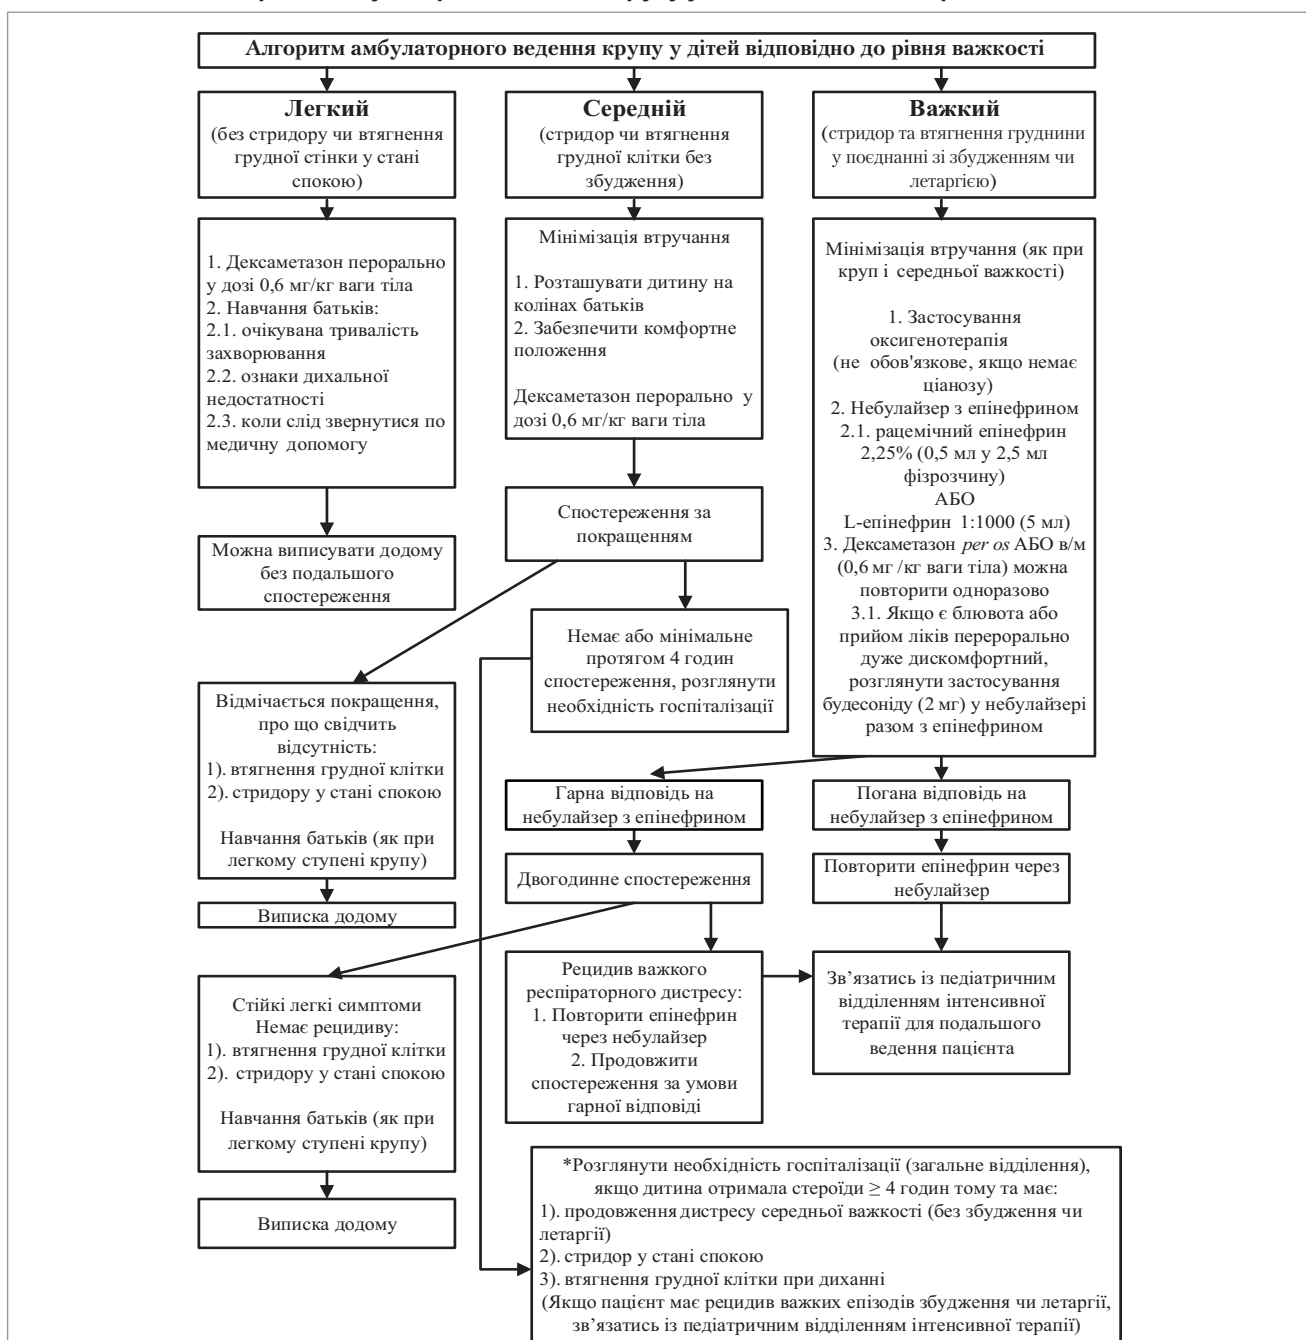 Алгоритм амбулаторного ведення крупу у дітей відповідно до рівня важкості
Легкий
(без стридору чи втягнення
грудної стінки у стані
спокою)
Середній
(стридор чи втягнення
грудної клітки без
збудження)
Важкий
(стридор та втягнення груднини
у поєднанні зі збудженням чи
летаргією)
1. Дексаметазон перорально
у дозі 0,6 мг/кг ваги тіла
2. Навчання батьків:
2.1. очікувана тривалість
захворювання
2.2. ознаки дихальної
недостатності
2.3. коли слід звернутися по
медичну допомогу
Мінімізація втручання
1. Розташувати дитину на
колінах батьків
2. Забезпечити комфортне
положення
Дексаметазон перорально у
дозі 0,6 мг/кг ваги тіла
Мінімізація втручання (як при
круп і середньої важкості)
1. Застосування
оксигенотерапія
(не обов'язкове, якщо немає
ціанозу)
2. Небулайзер з епінефрином
2.1. рацемічний епінефрин
2,25% (0,5 мл у 2,5 мл
фізрозчину)
АБО
L-епінефрин 1:1000 (5 мл)
3. Дексаметазон per os АБО в/м
(0,6 мг /кг ваги тіла) можна
повторити одноразово
3.1. Якщо є блювота або
прийом ліків перерорально
дуже дискомфортний,
розглянути застосування
будесоніду (2 мг) у небулайзері
разом з епінефрином
Можна виписувати додому
без подальшого
спостереження
Спостереження за
покращенням
Немає або мінімальне
протягом 4 годин
спостереження, розглянути
необхідність госпіталізації
Відмічається покращення,
про що свідчить
відсутність:
1). втягнення грудної клітки
2). стридору у стані спокою
Навчання батьків (як при
легкому ступені крупу)
Виписка додому
Гарна відповідь на
небулайзер з епінефрином
Погана відповідь на
небулайзер з епінефрином
Двогодинне спостереження
Повторити епінефрин через
небулайзер
Стійкі легкі симптоми
Немає рецидиву:
1). втягнення грудної клітки
2). стридору у стані спокою
Навчання батьків (як при
легкому ступені крупу)
Рецидив важкого
респіраторного дистресу:
1. Повторити епінефрин
через небулайзер
2. Продовжити
спостереження за умови
гарної відповіді
Зв’язатись із педіатричним
відділенням інтенсивної
терапії для подальшого
ведення пацієнта
Виписка додому
*Розглянути необхідність госпіталізації (загальне відділення),
якщо дитина отримала стероїди ≥ 4 годин тому та має:
1). продовження дистресу середньої важкості (без збудження чи
летаргії)
2). стридор у стані спокою
3). втягнення грудної клітки при диханні
(Якщо пацієнт має рецидив важких епізодів збудження чи летаргії,
зв’язатись із педіатричним відділенням інтенсивної терапії)